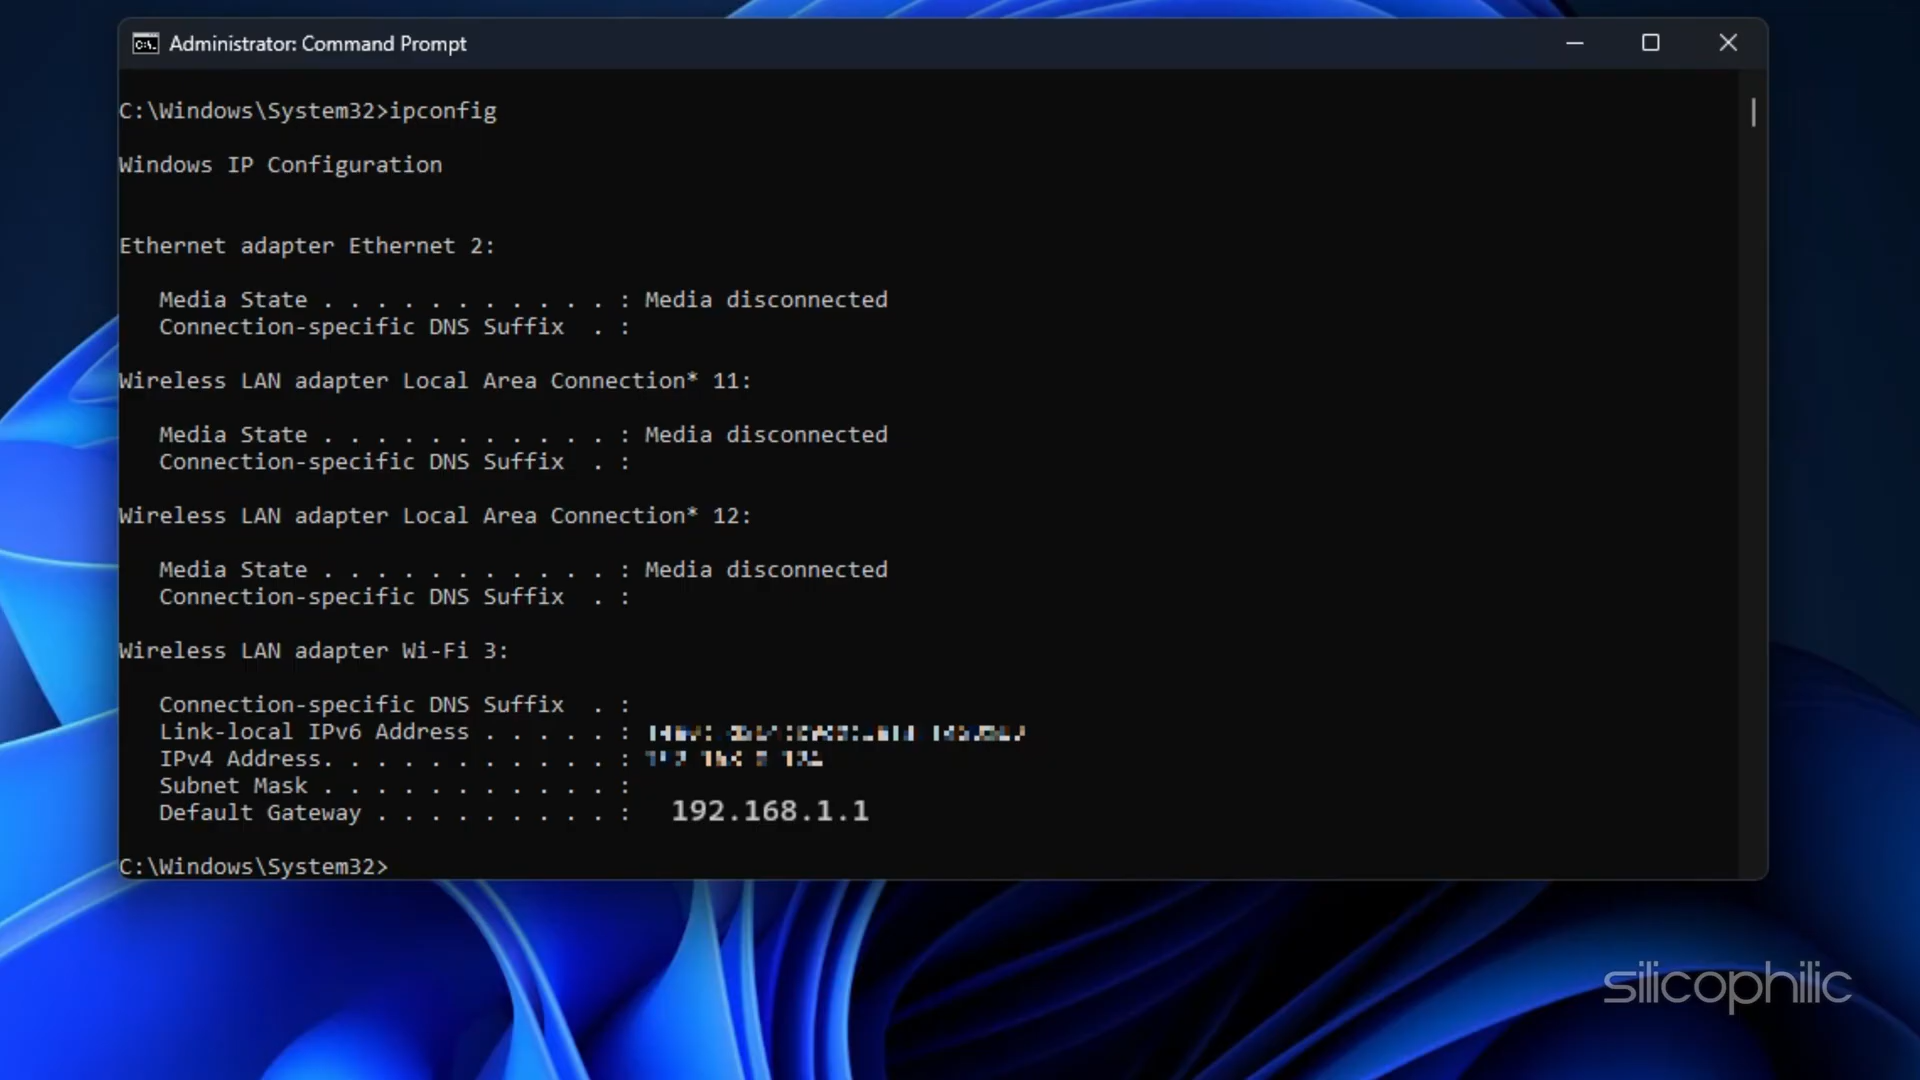 Administrator: Command Prompt
C:\Windows\System32>ipconfig
Windows IP Configuration
Ethernet adapter Ethernet 2:
Media State . . . . . . . . . . . : Media disconnected
Connection-specific DNS Suffix  . :
Wireless LAN adapter Local Area Connection* 11:
Media State . . . . . . . . . . . : Media disconnected
Connection-specific DNS Suffix  . :
Wireless LAN adapter Local Area Connection* 12:
Media State . . . . . . . . . . . : Media disconnected
Connection-specific DNS Suffix  . :
Wireless LAN adapter Wi-Fi 3:
Connection-specific DNS Suffix  . :
Link-local IPv6 Address . . . . . :
IPv4 Address. . . . . . . . . . . :
Subnet Mask . . . . . . . . . . . :
Default Gateway . . . . . . . . . : 192.168.1.1
C:\Windows\System32>
silicophilic